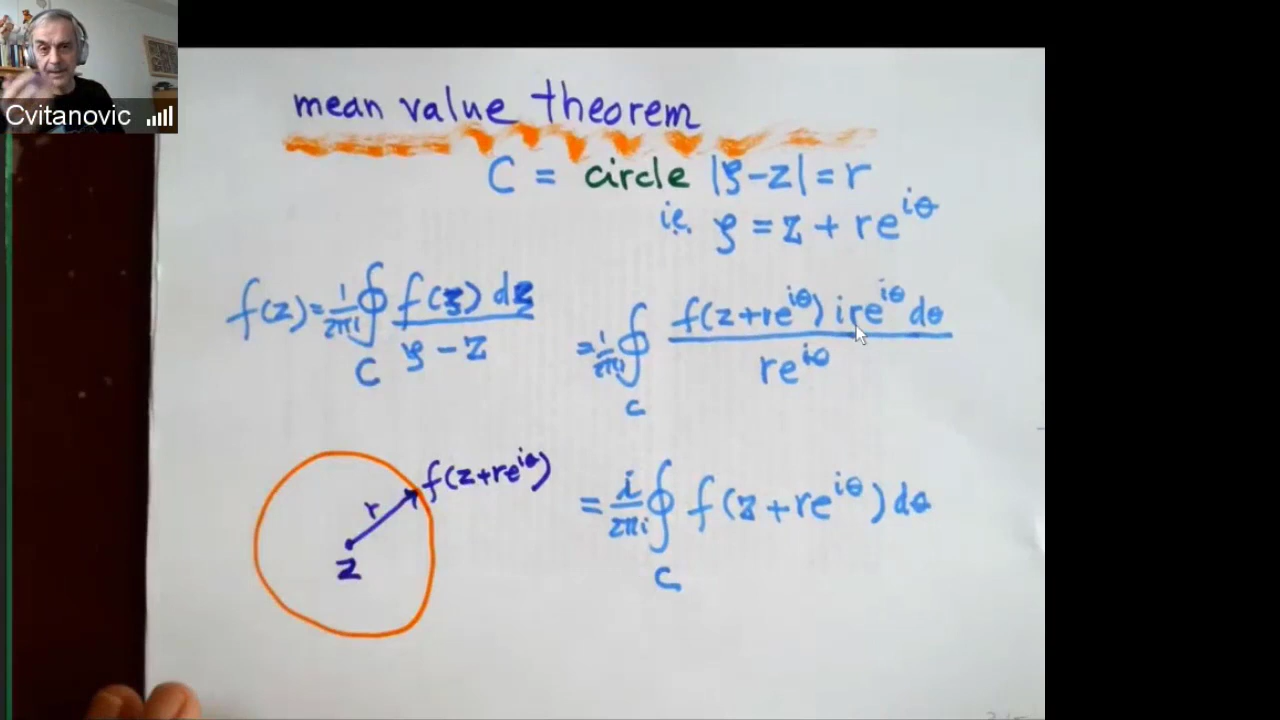 Cvitanovic
mean value theorem
C = circle |ζ-z| = r
i.e. ζ = z + re^{iθ}
f(z) = 1/2πi ∮_C f(ζ) dζ / ζ - z = 1/2πi ∮_C f(z+re^{iθ}) ire^{iθ} dθ / re^{iθ}
r f(z+re^{iθ})
z
= i/2πi ∮_C f(z+re^{iθ}) dθ